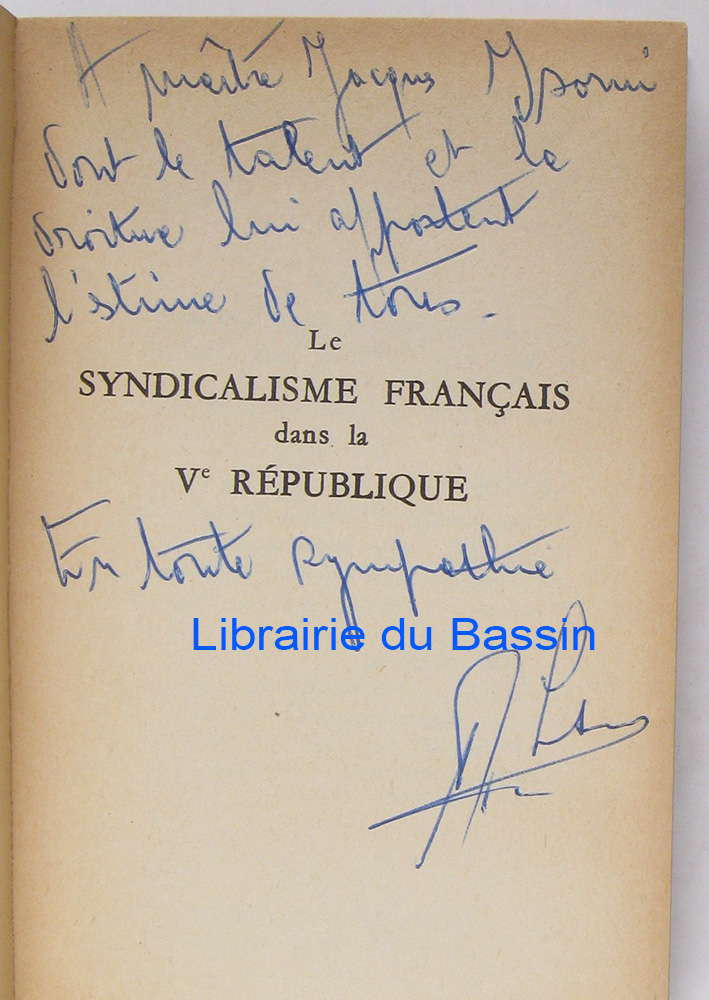 A maître Jacques Isorni
dont le talent et la
droiture lui apportent
l'estime de tous.
Le
SYNDICALISME FRANÇAIS
dans la
Vᵉ RÉPUBLIQUE
En toute sympathie
Librairie du Bassin